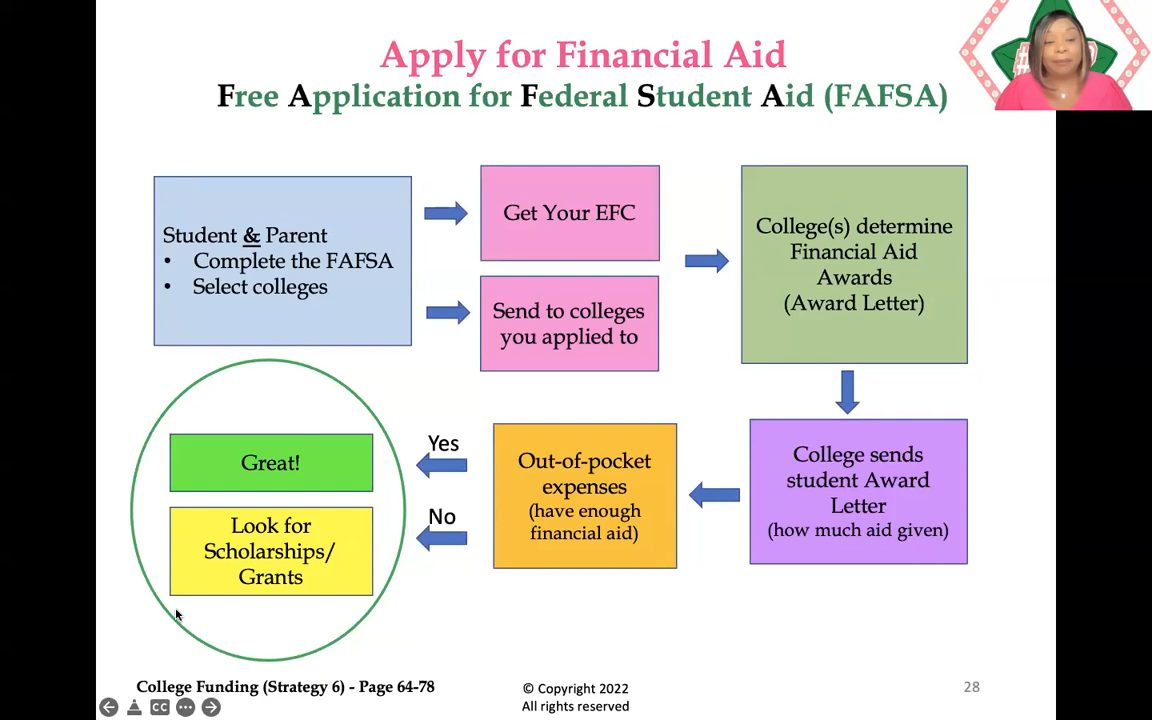 Apply for Financial Aid
Free Application for Federal Student Aid (FAFSA)
Student & Parent
• Complete the FAFSA
• Select colleges
Get Your EFC
Send to colleges
you applied to
College(s) determine
Financial Aid
Awards
(Award Letter)
College sends
student Award
Letter
(how much aid given)
Out-of-pocket
expenses
(have enough
financial aid)
Yes
No
Great!
Look for
Scholarships/
Grants
College Funding (Strategy 6) - Page 64-78
© Copyright 2022
All rights reserved
28
CC